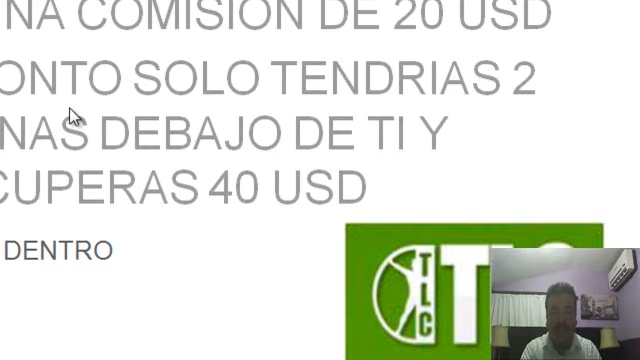 NA COMISION DE 20 USD
ONTO SOLO TENDRIAS 2
NAS DEBAJO DE TI Y
CUPERAS 40 USD
DENTRO
TLC